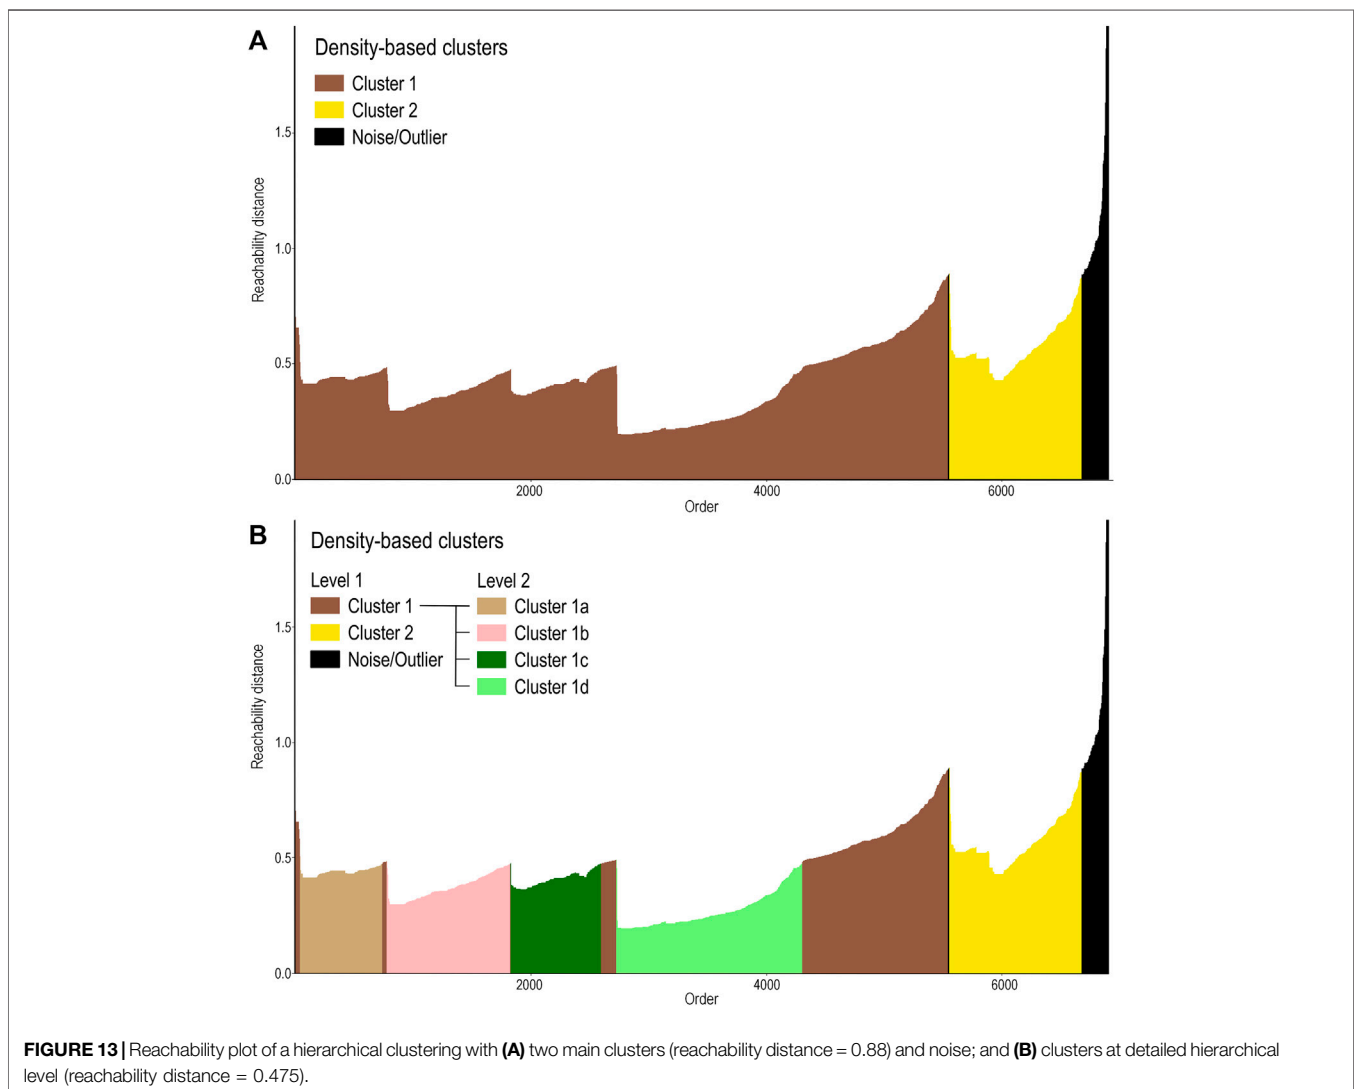 A
Density-based clusters
Cluster 1
Cluster 2
Noise/Outlier
1.5
1.0
0.5
0.0
Reachability distance
2000
4000
6000
Order
B
Density-based clusters
Level 1
Level 2
Cluster 1
Cluster 1a
Cluster 2
Cluster 1b
Noise/Outlier
Cluster 1c
Cluster 1d
1.5
1.0
0.5
0.0
Reachability distance
2000
4000
6000
Order
FIGURE 13 | Reachability plot of a hierarchical clustering with (A) two main clusters (reachability distance = 0.88) and noise; and (B) clusters at detailed hierarchical
level (reachability distance = 0.475).